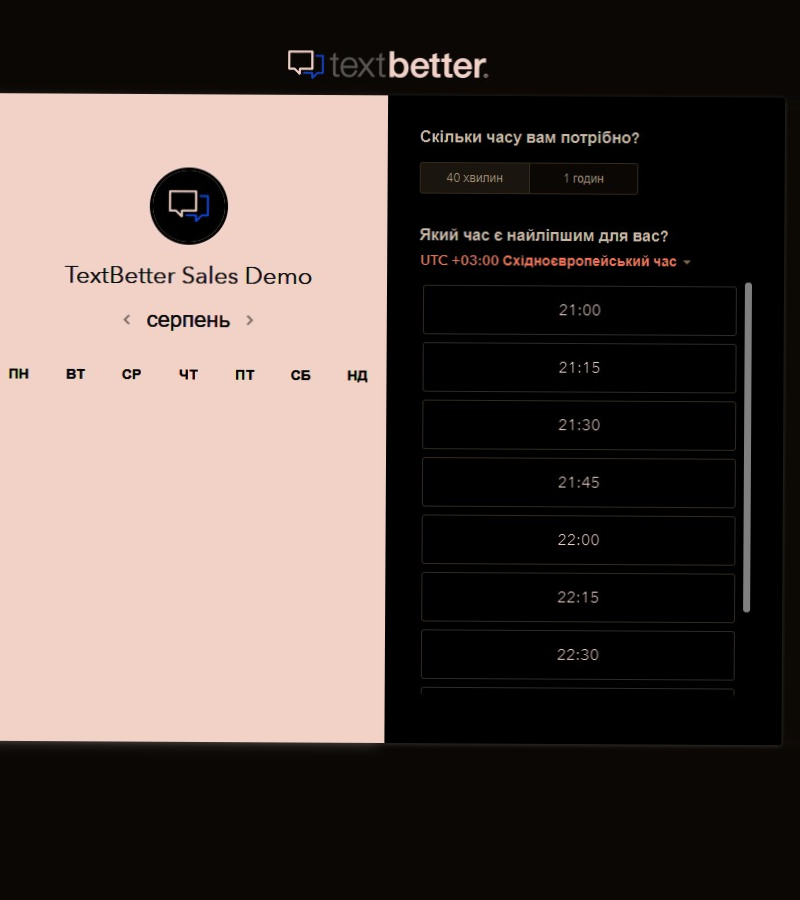 textbetter.
TextBetter Sales Demo
серпень
ПН ВТ СР ЧТ ПТ СБ НД
Скільки часу вам потрібно?
40 хвилин 1 годин
Який час є найліпшим для вас?
UTC +03:00 Східноєвропейський час
21:00
21:15
21:30
21:45
22:00
22:15
22:30